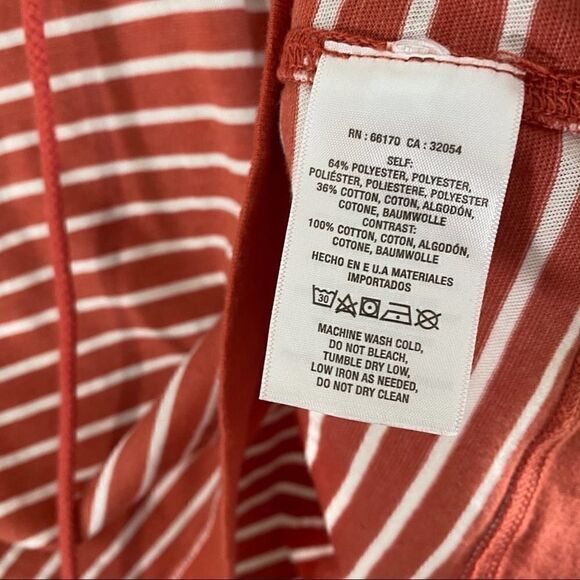 RN : 66170 CA : 32054
SELF:
64% POLYESTER, POLYESTER,
POLIÉSTER, POLIESTERE, POLYESTER
36% COTTON, COTON, ALGODÓN,
COTONE, BAUMWOLLE
CONTRAST:
100% COTTON, COTON, ALGODÓN,
COTONE, BAUMWOLLE
HECHO EN E U.A MATERIALES
IMPORTADOS
30
MACHINE WASH COLD,
DO NOT BLEACH,
TUMBLE DRY LOW,
LOW IRON AS NEEDED,
DO NOT DRY CLEAN